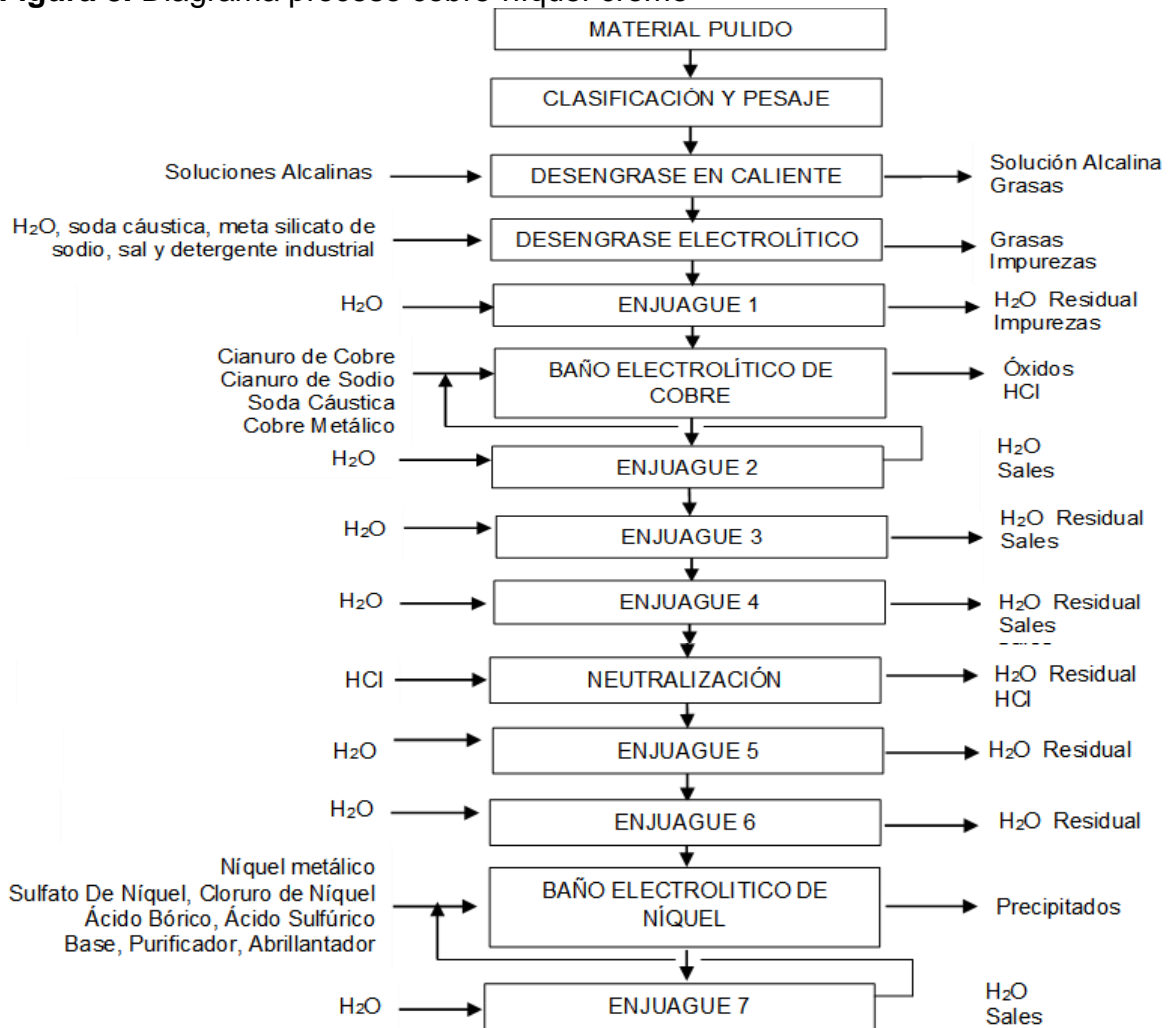 Figura 3. Diagrama proceso cobre níquel cromo
MATERIAL PULIDO
CLASIFICACIÓN Y PESAJE
Soluciones Alcalinas
DESENGRASE EN CALIENTE
Solución Alcalina
Grasas
H₂O, soda cáustica, meta silicato de
sodio, sal y detergente industrial
DESENGRASE ELECTROLÍTICO
Grasas
Impurezas
H₂O
ENJUAGUE 1
H₂O Residual
Impurezas
Cianuro de Cobre
Cianuro de Sodio
Soda Cáustica
Cobre Metálico
BAÑO ELECTROLÍTICO DE
COBRE
Óxidos
HCl
H₂O
ENJUAGUE 2
H₂O
Sales
H₂O
ENJUAGUE 3
H₂O Residual
Sales
H₂O
ENJUAGUE 4
H₂O Residual
Sales
HCl
NEUTRALIZACIÓN
H₂O Residual
HCl
H₂O
ENJUAGUE 5
H₂O Residual
H₂O
ENJUAGUE 6
H₂O Residual
Níquel metálico
Sulfato De Níquel, Cloruro de Níquel
Ácido Bórico, Ácido Sulfúrico
Base, Purificador, Abrillantador
BAÑO ELECTROLITICO DE
NÍQUEL
Precipitados
H₂O
ENJUAGUE 7
H₂O
Sales